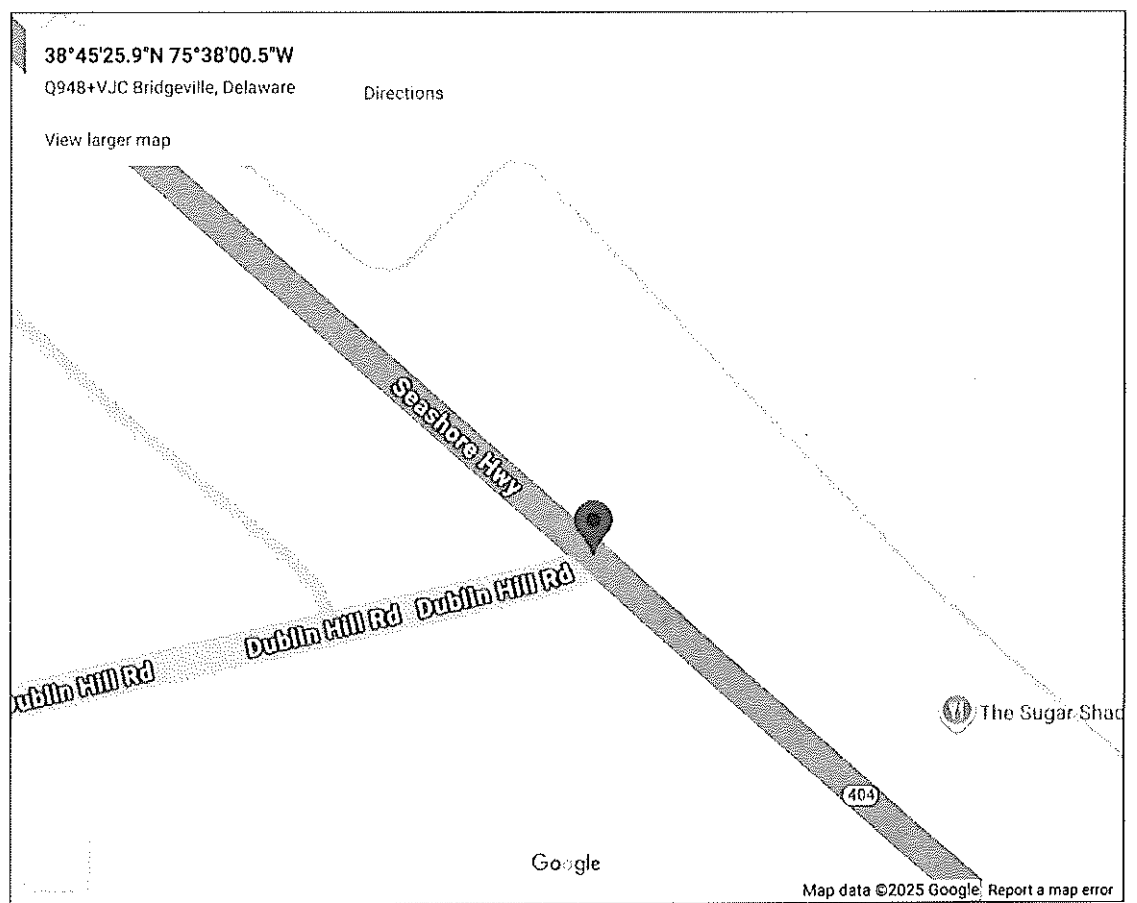 38°45'25.9"N 75°38'00.5"W
Q948+VJC Bridgeville, Delaware
Directions
View larger map
Seashore Hwy
Dublin Hill Rd
Dublin Hill Rd
ublin Hill Rd
The Sugar Shac
404
Google
Map data ©2025 Google
Report a map error